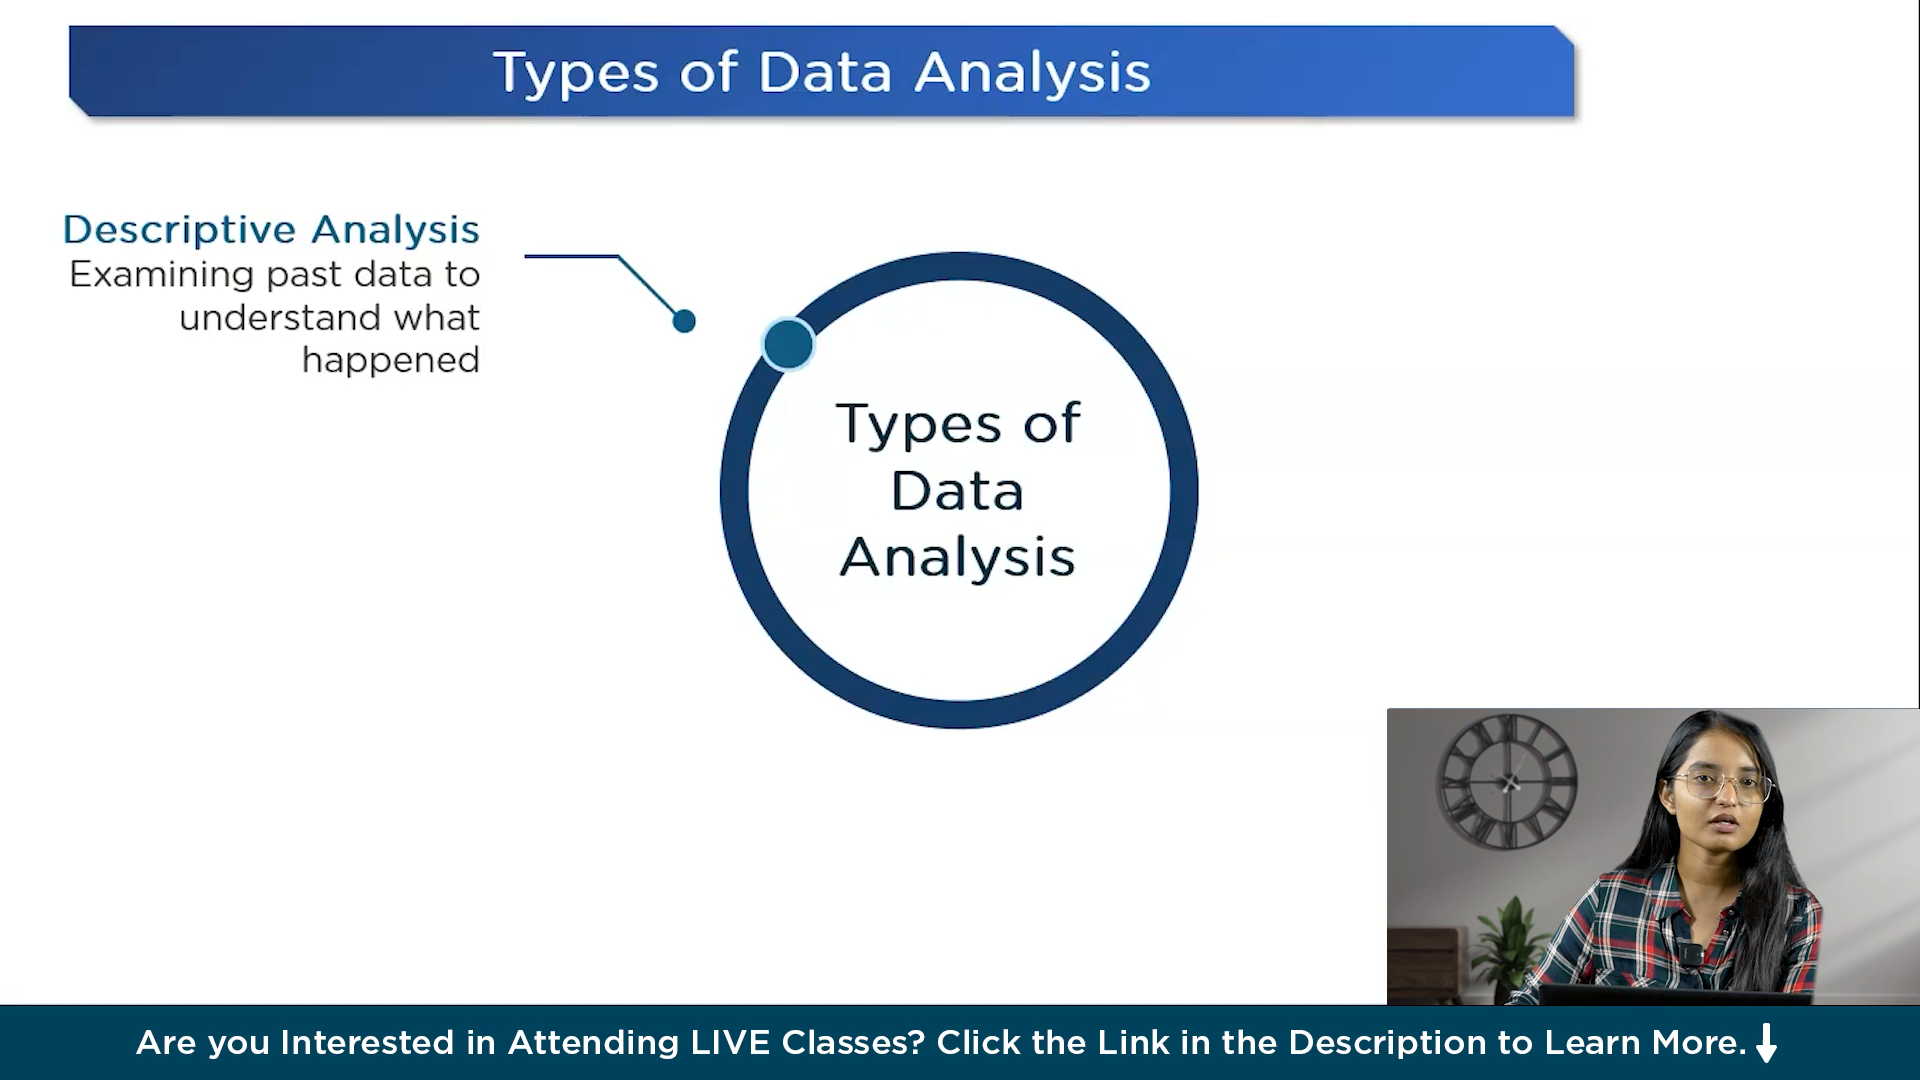 Types of Data Analysis
Descriptive Analysis
Examining past data to
understand what
happened
Types of
Data
Analysis
Are you Interested in Attending LIVE Classes? Click the Link in the Description to Learn More.